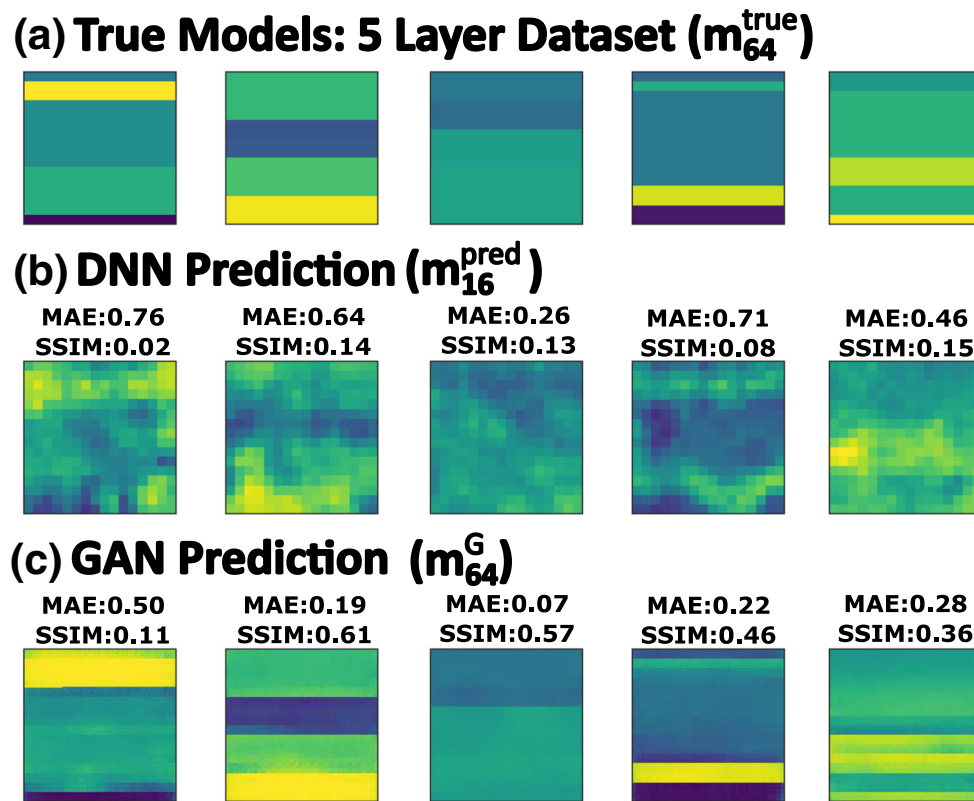 (a) True Models: 5 Layer Dataset (m₆₄ᵗʳᵘᵉ)
(b) DNN Prediction (m₁₆ᵖʳᵉᵈ)
MAE:0.76 MAE:0.64 MAE:0.26 MAE:0.71 MAE:0.46
SSIM:0.02 SSIM:0.14 SSIM:0.13 SSIM:0.08 SSIM:0.15
(c) GAN Prediction (m₆₄ᴳ)
MAE:0.50 MAE:0.19 MAE:0.07 MAE:0.22 MAE:0.28
SSIM:0.11 SSIM:0.61 SSIM:0.57 SSIM:0.46 SSIM:0.36